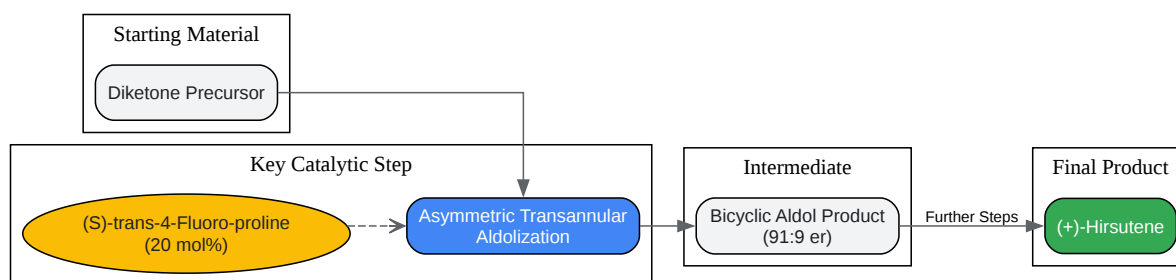 Starting Material
Diketone Precursor
Key Catalytic Step
(S)-trans-4-Fluoro-proline
(20 mol%)
Asymmetric Transannular
Aldolization
Intermediate
Bicyclic Aldol Product
(91:9 er)
Further Steps
Final Product
(+)-Hirsutene